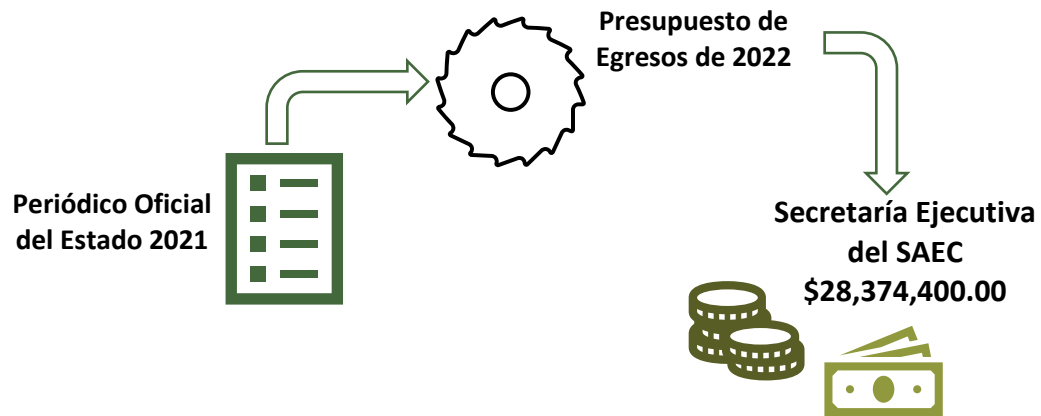 Periódico Oficial
del Estado 2021
Presupuesto de
Egresos de 2022
Secretaría Ejecutiva
del SAEC
$28,374,400.00